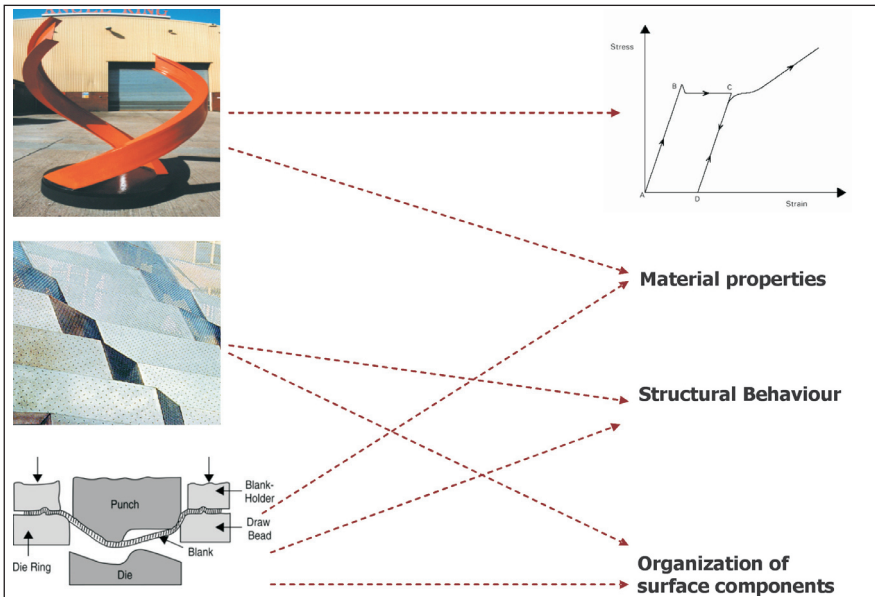 Stress
B
C
A
D
Strain
Material properties
Structural Behaviour
Blank-
Holder
Punch
Draw
Bead
Blank
Die Ring
Die
Organization of
surface components